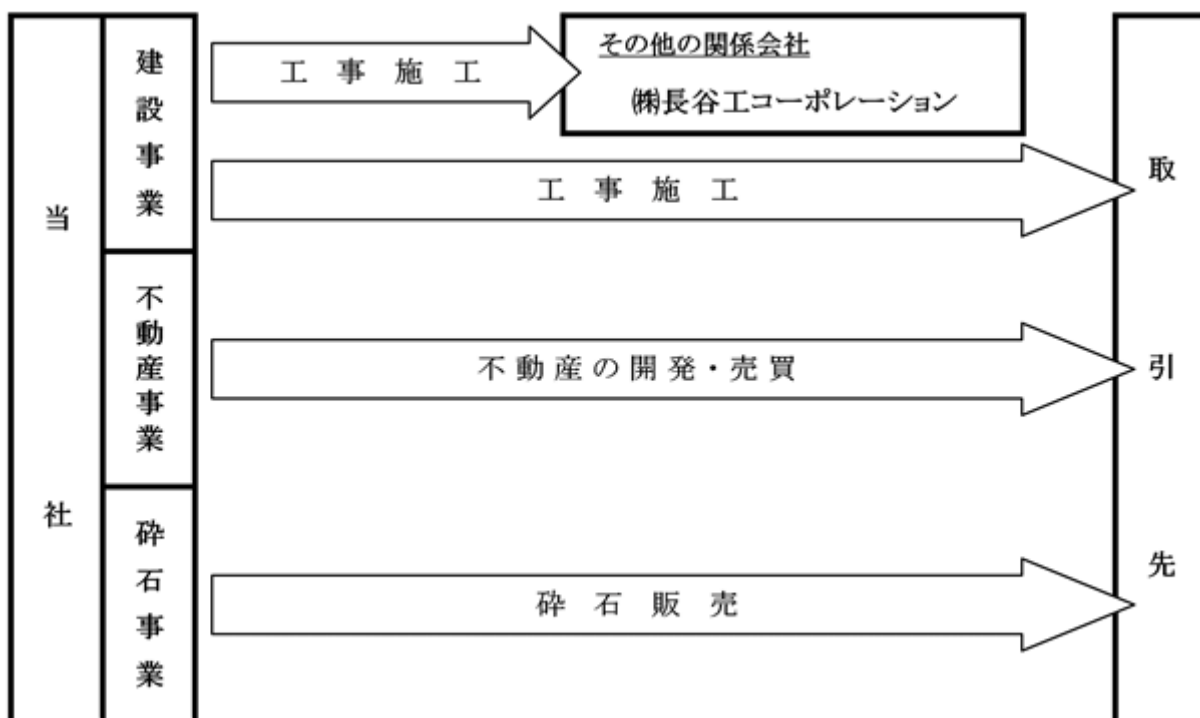 当社
建設事業
工事施工
その他の関係会社
㈱長谷工コーポレーション
工事施工
不動産事業
不動産の開発・売買
砕石事業
砕石販売
取引先